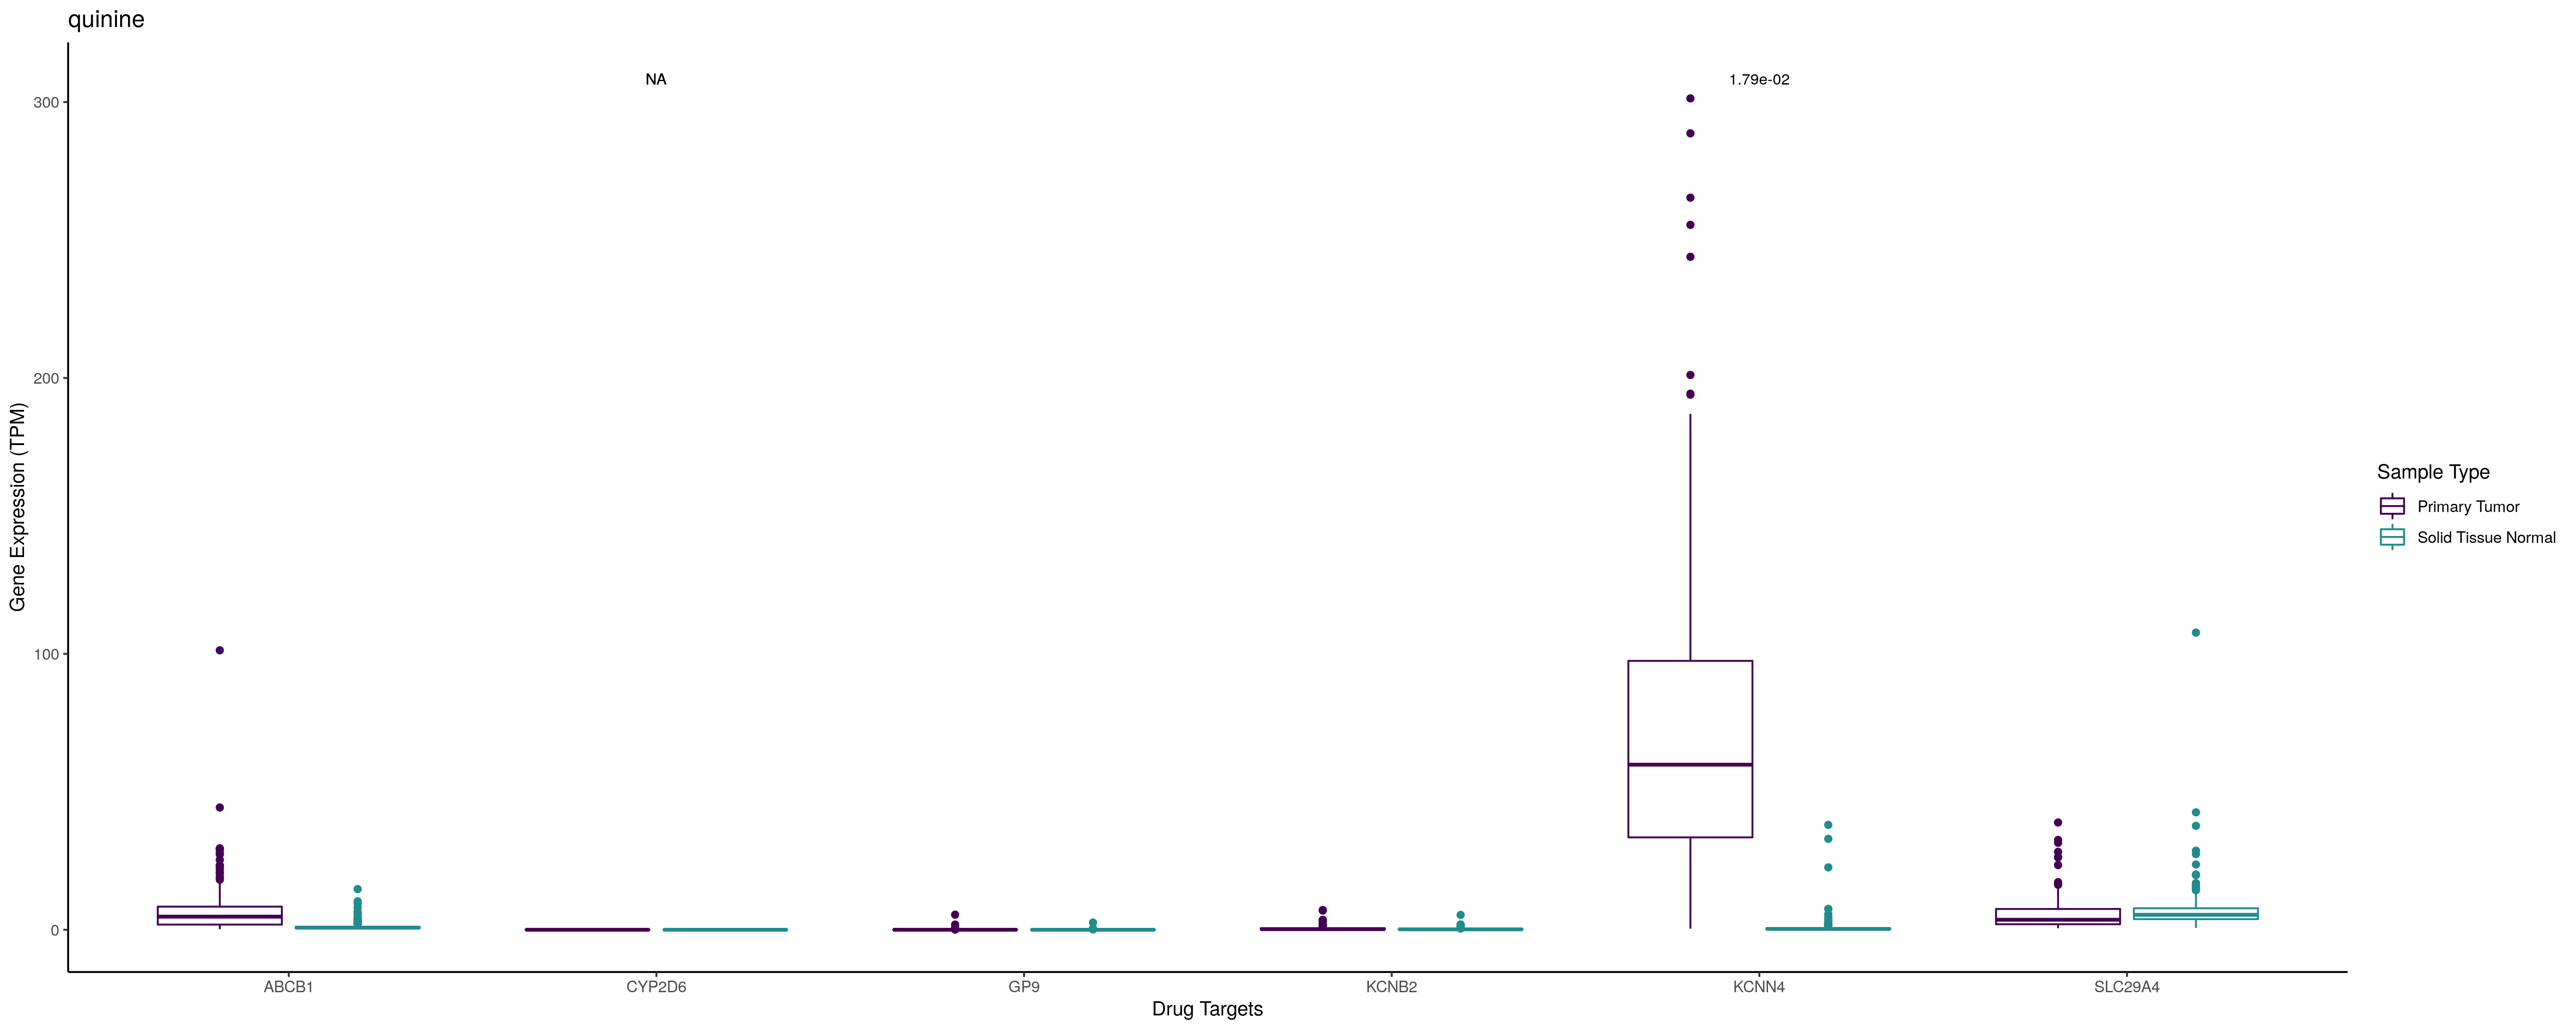 quinine
NA
1.79e-02
300
200
100
0
Gene Expression (TPM)
ABCB1
CYP2D6
GP9
KCNB2
KCNN4
SLC29A4
Drug Targets
Sample Type
Primary Tumor
Solid Tissue Normal